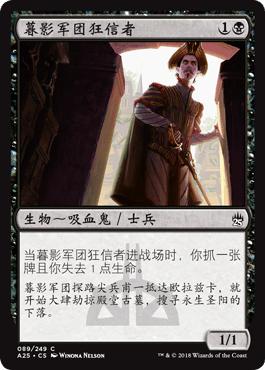 暮影军团狂信者 1
生物～吸血鬼／士兵
当暮影军团狂信者进战场时，你抓一张
牌且你失去1点生命。
暮影军团探路尖兵甫一抵达欧拉兹卡，就
开始大肆劫掠殿堂古墓，搜寻永生圣阳的
下落。
1/1
089/249 C
A25 • CS WINONA NELSON
™ & © 2018 Wizards of the Coast